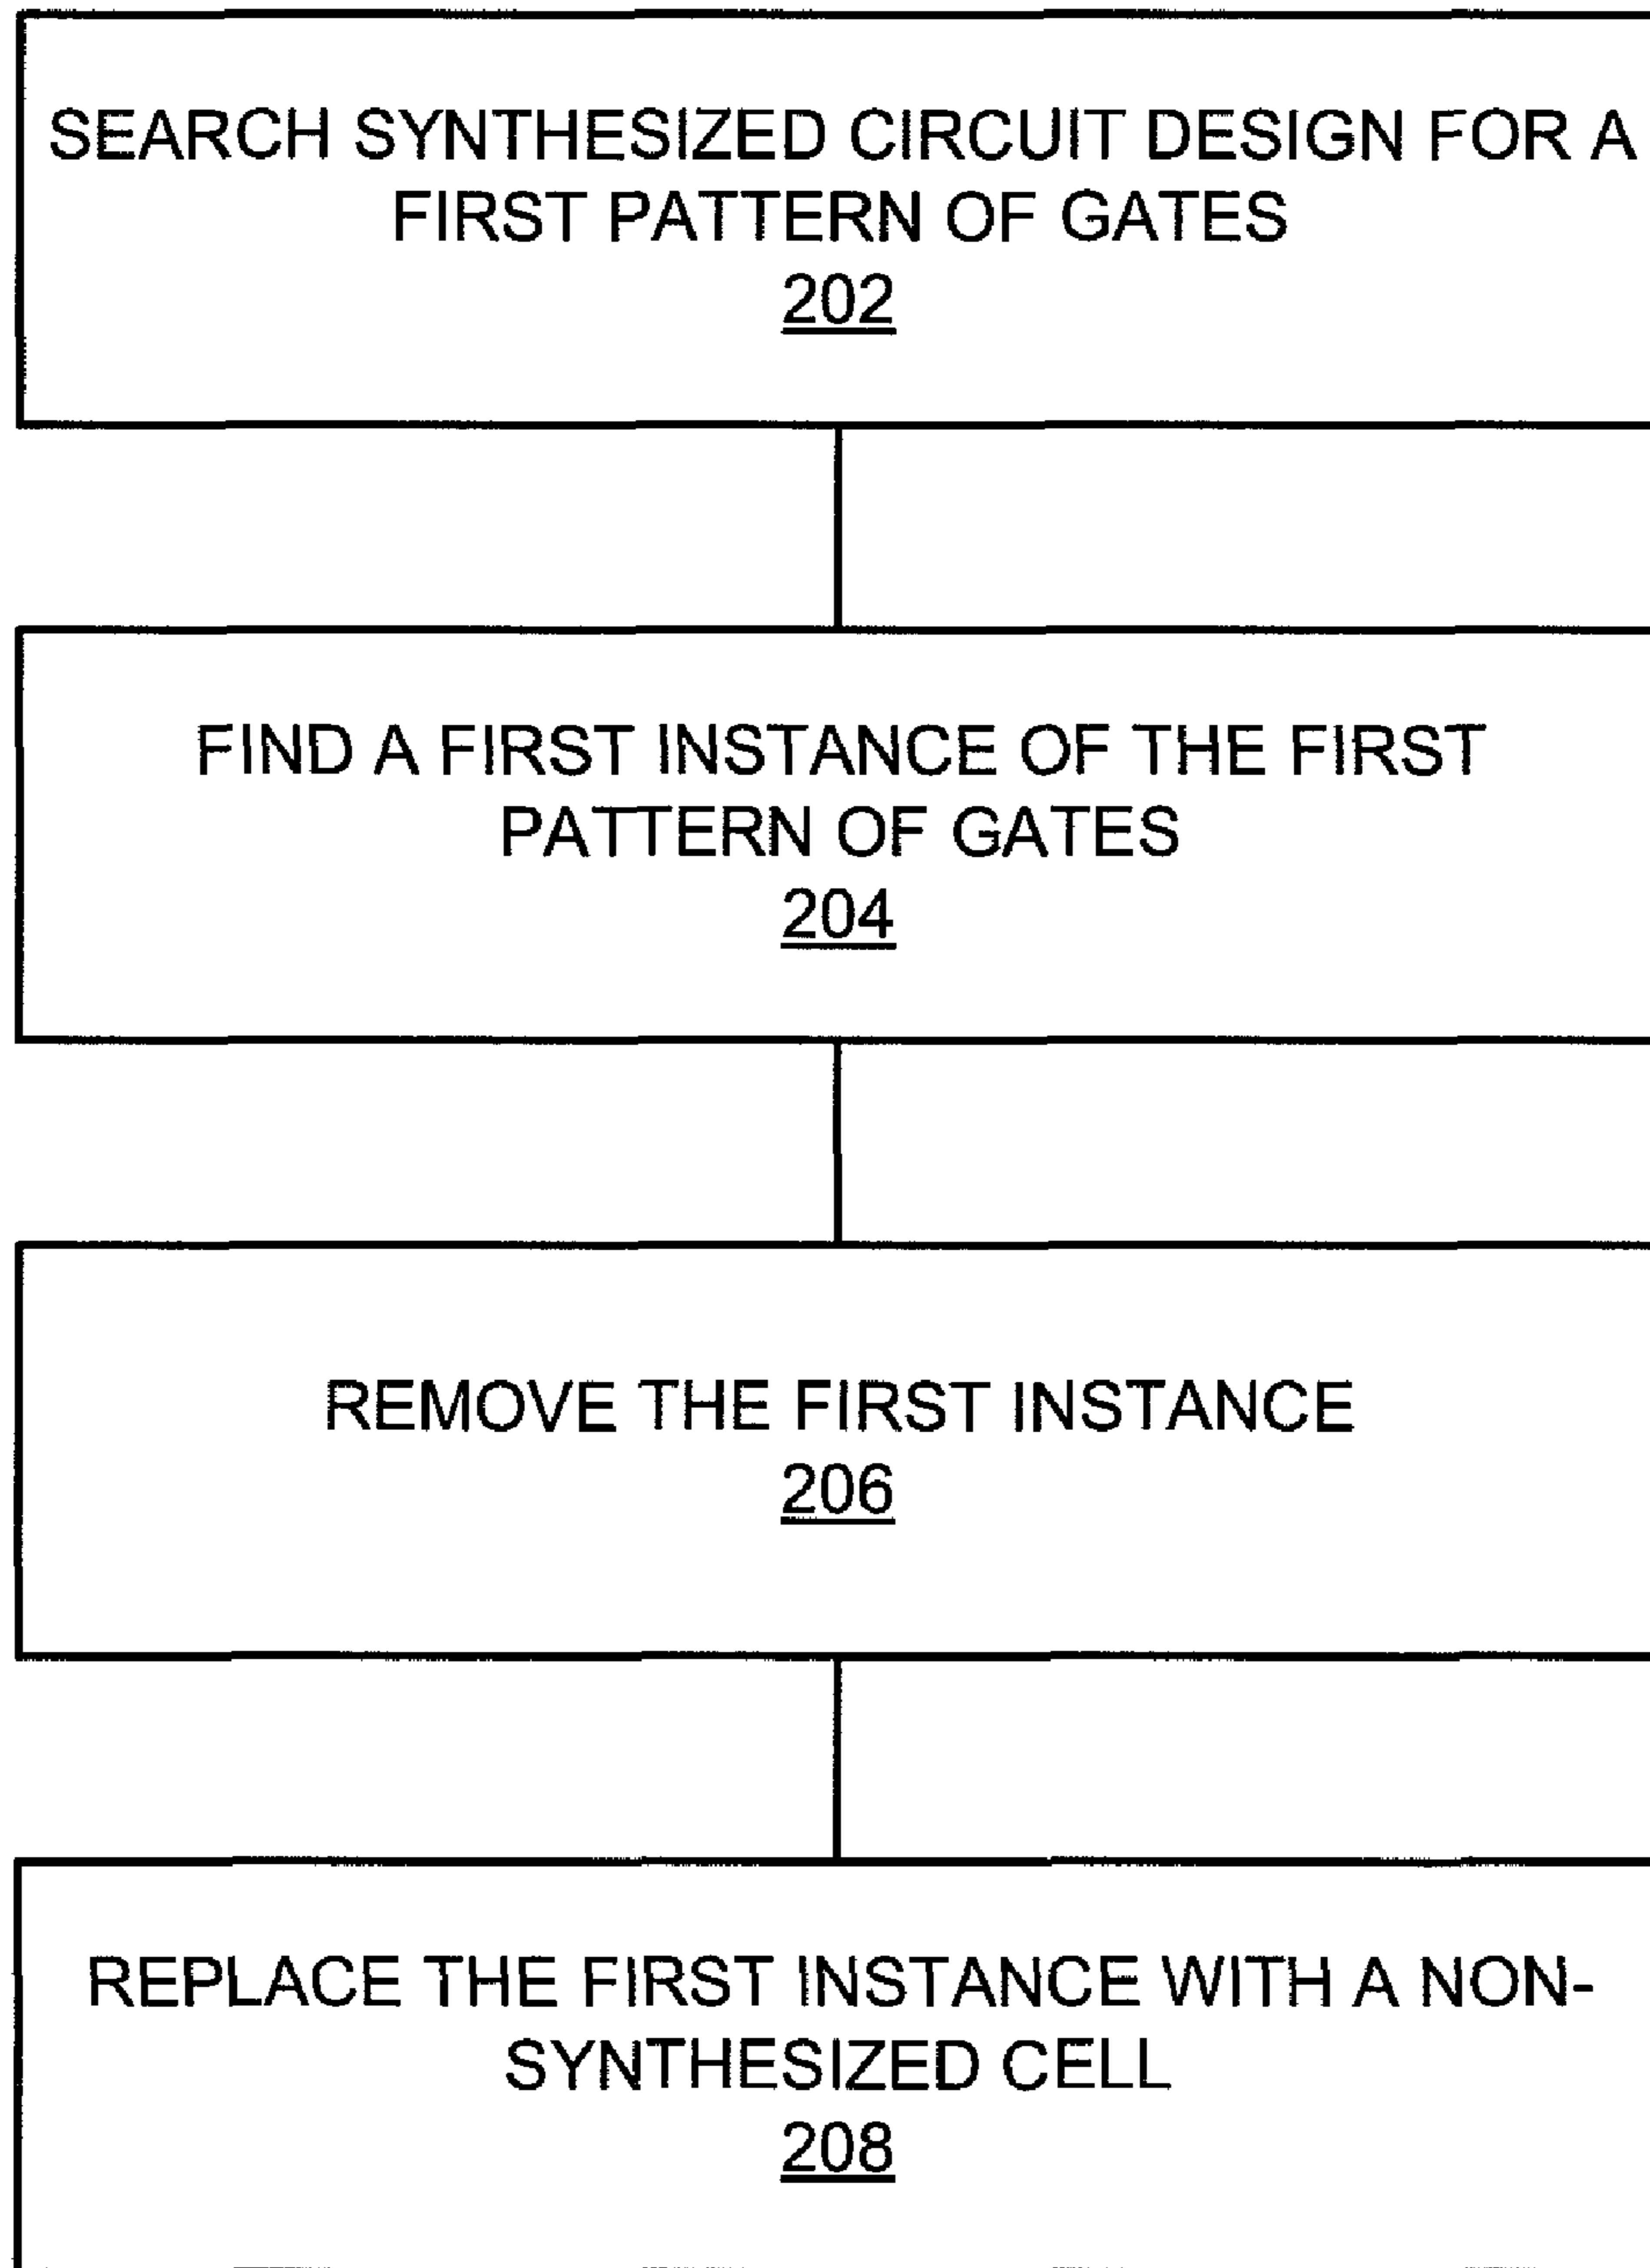 SEARCH SYNTHESIZED CIRCUIT DESIGN FOR A
FIRST PATTERN OF GATES
202
FIND A FIRST INSTANCE OF THE FIRST
PATTERN OF GATES
204
REMOVE THE FIRST INSTANCE
206
REPLACE THE FIRST INSTANCE WITH A NON-
SYNTHESIZED CELL
208